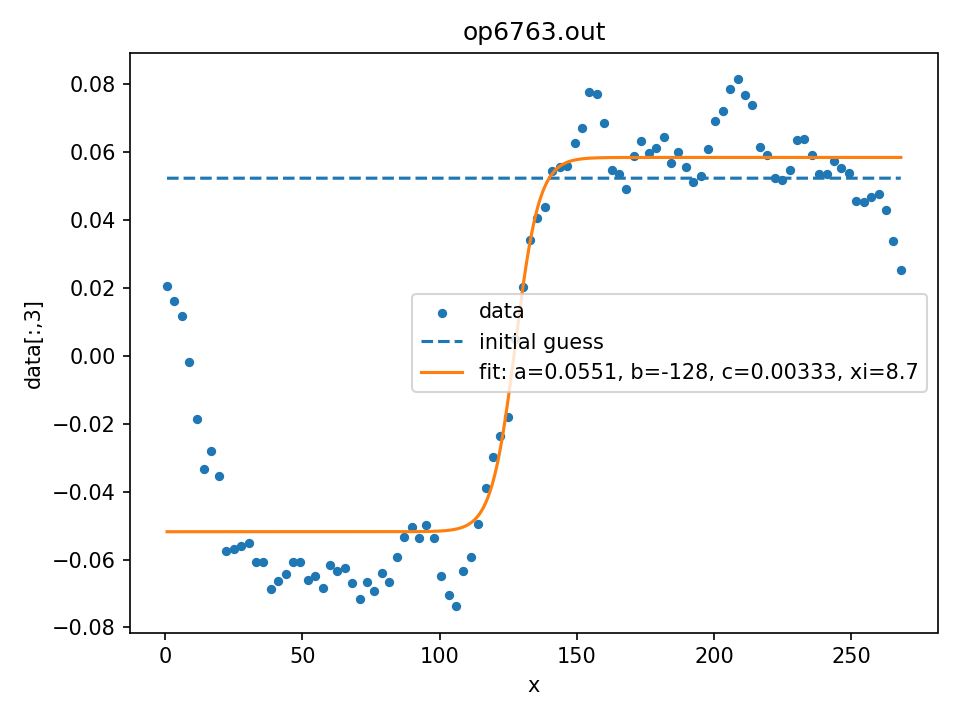 op6763.out
0.08
0.06
0.04
0.02
0.00
−0.02
−0.04
−0.06
−0.08
data[:,3]
data
initial guess
fit: a=0.0551, b=-128, c=0.00333, xi=8.7
0 50 100 150 200 250
x